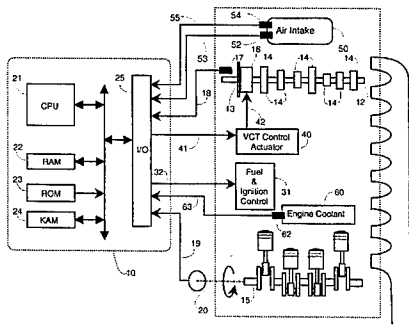 54
55
Air Intake
53
52
50
17
16
14
14
14
21
25
CPU
18
13
14
14
12
I/O
42
22
41
VCT Control
Actuator
40
RAM
32
23
Fuel
&
Ignition
Control
31
60
ROM
63
Engine Coolant
24
KAM
62
19
10
20
15